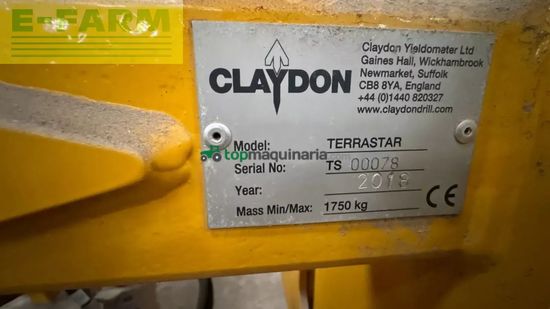 E-FARM
CLAYDON
Claydon Yieldometer Ltd
Gaines Hall, Wickhambrook
Newmarket, Suffolk
CB8 8YA, England
+44 (0)1440 820327
www.claydondrill.com
Model: TERRASTAR
topmaquinaria
Serial No: TS 00078
Year: 2018
Mass Min/Max: 1750 kg CE